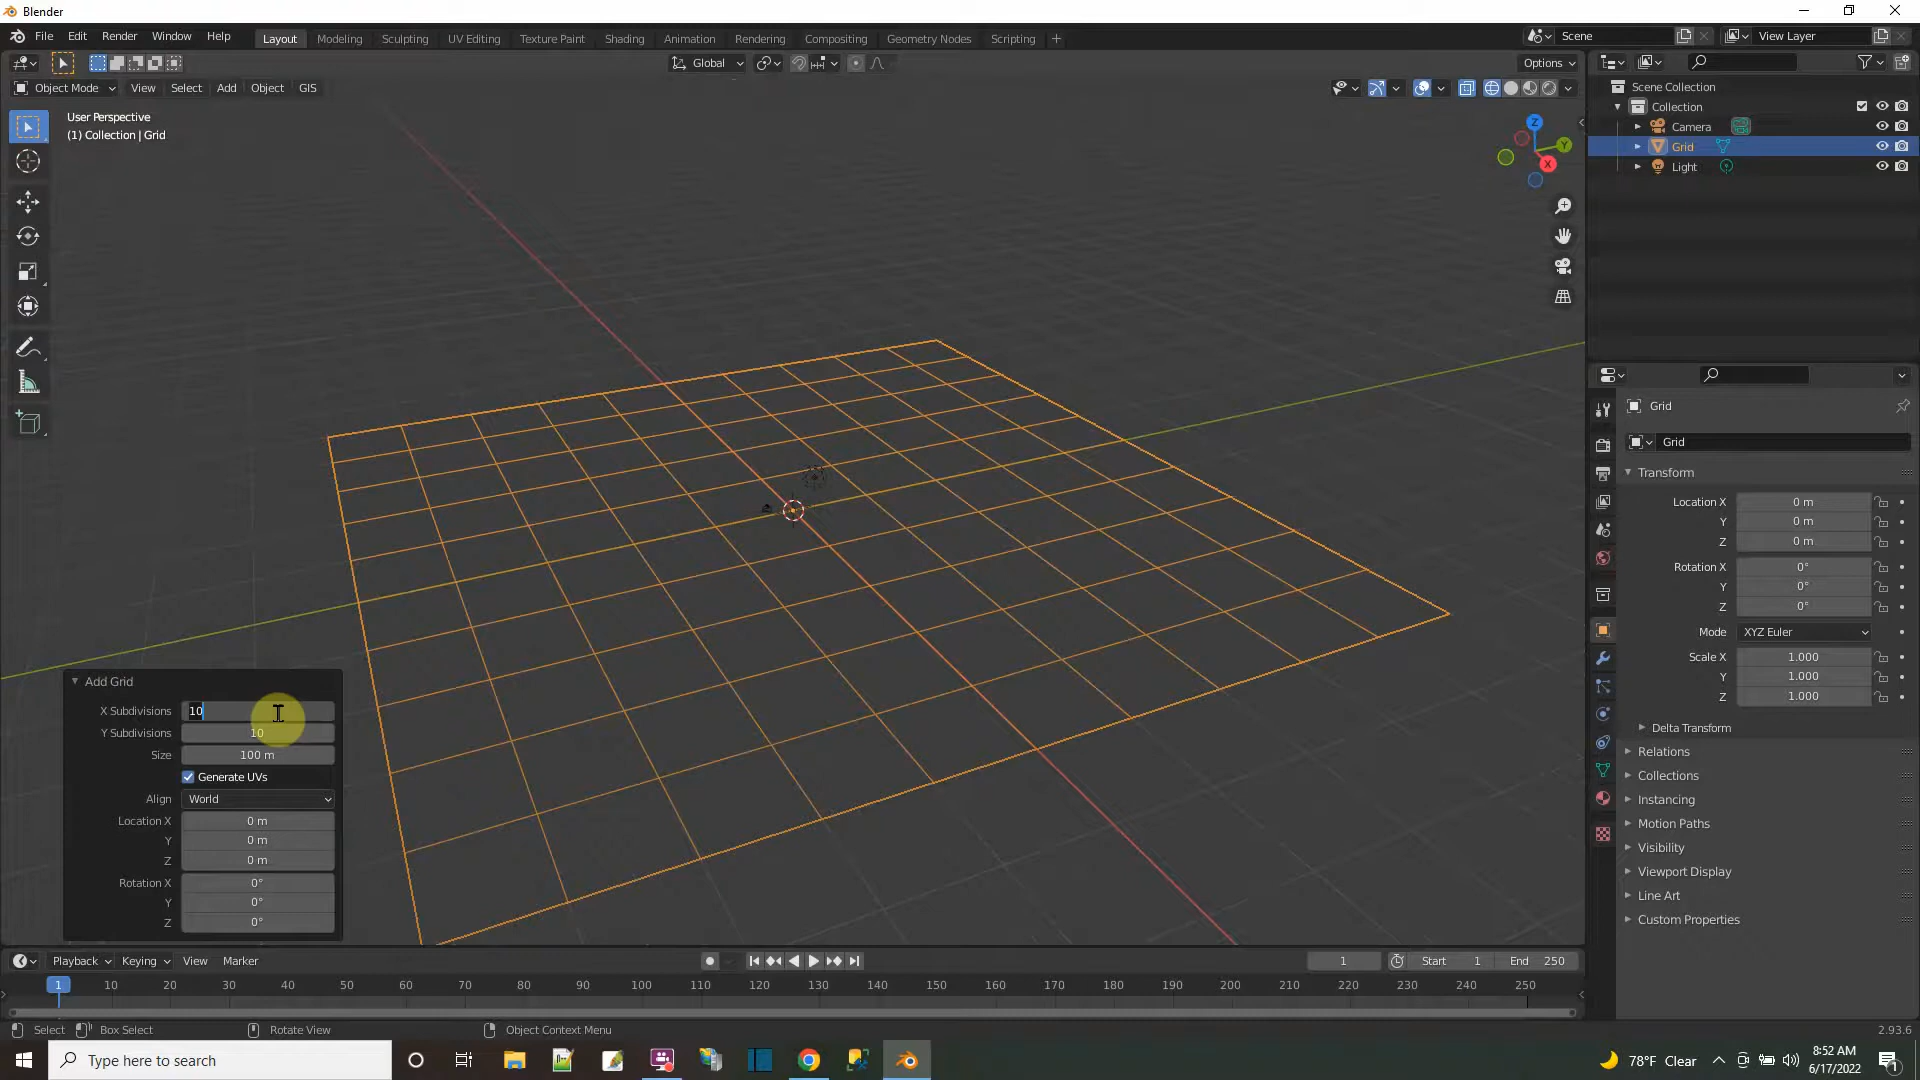 Blender
File Edit Render Window Help
Layout Modeling Sculpting UV Editing Texture Paint Shading Animation Rendering Compositing Geometry Nodes Scripting +
Scene
View Layer
Global
Options
Object Mode View Select Add Object GIS
User Perspective
(1) Collection | Grid
Z
Y
X
Scene Collection
Collection
Camera
Grid
Light
Grid
Grid
Transform
Location X 0 m
Y 0 m
Z 0 m
Rotation X 0°
Y 0°
Z 0°
Mode XYZ Euler
Scale X 1.000
Y 1.000
Z 1.000
Delta Transform
Relations
Collections
Instancing
Motion Paths
Visibility
Viewport Display
Line Art
Custom Properties
Add Grid
X Subdivisions 10
Y Subdivisions 10
Size 100 m
Generate UVs
Align World
Location X 0 m
Y 0 m
Z 0 m
Rotation X 0°
Y 0°
Z 0°
Playback Keying View Marker
1
Start 1 End 250
1 10 20 30 40 50 60 70 80 90 100 110 120 130 140 150 160 170 180 190 200 210 220 230 240 250
Select Box Select Rotate View Object Context Menu
2.93.6
Type here to search
78°F Clear
8:52 AM
6/17/2022
1